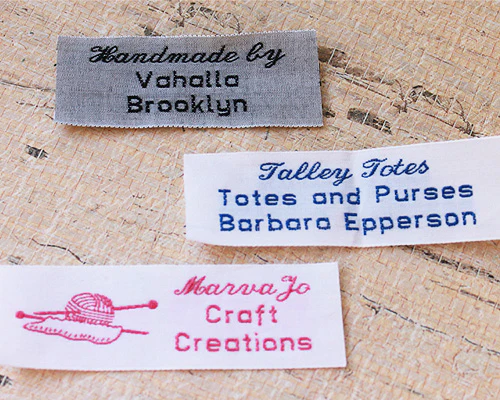 Handmade by
Vahalla
Brooklyn
Talley Totes
Totes and Purses
Barbara Epperson
MarvaJo
Craft
Creations